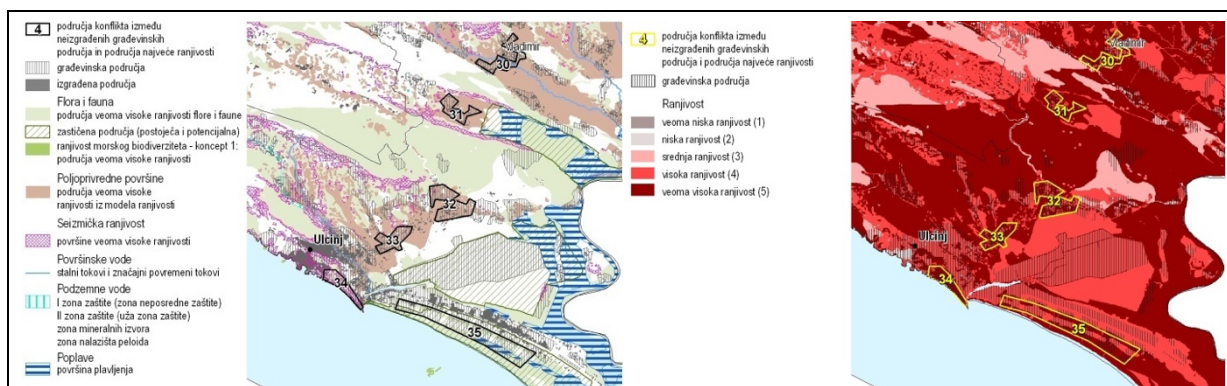 4
područja konflikta između
neizgrađenih građevinskih
područja in područja najveće ranjivosti
građevinska područja
izgrađena područja
Flora i fauna
područja veoma visoke ranjivosti flore i faune
zastićena područja (postoječa i potencijalna)
ranjivost morskog biodiverziteta - koncept 1:
područja veoma visoke ranjivosti
Poljoprivredne površine
područja veoma visoke
ranjivosti iz modela ranjivosti
Seizmička ranjivost
površine veoma visoke ranjivosti
Površinske vode
stalni tokovi i značajni povremeni tokovi
Podzemne vode
I zona zaštite (zona neposredne zaštite)
II zona zaštite (uža zona zaštite)
zona mineralnih izvora
zona nalazišta peloida
Poplave
površina plavljenja
Vladimir
30
31
32
33
Ulcinj
34
35
4
područja konflikta između
neizgrađenih građevinskih
područja i područja najveće ranjivosti
građevinska područja
Ranjivost
veoma niska ranjivost (1)
niska ranjivost (2)
srednja ranjivost (3)
visoka ranjivost (4)
veoma visoka ranjivost (5)
Vladimir
30
31
32
33
Ulcinj
34
35